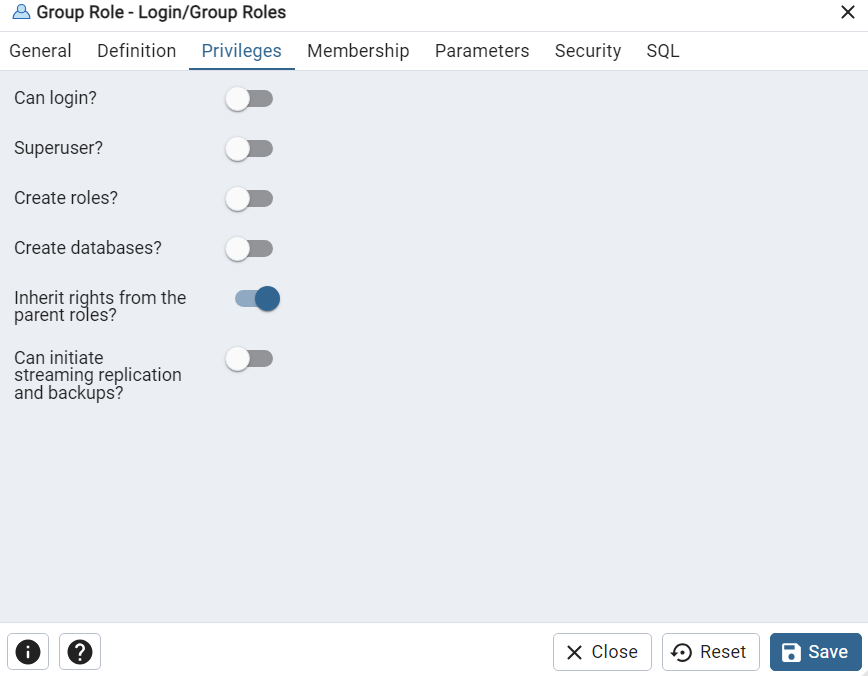 Group Role - Login/Group Roles
General Definition Privileges Membership Parameters Security SQL
Can login?
Superuser?
Create roles?
Create databases?
Inherit rights from the
parent roles?
Can initiate
streaming replication
and backups?
Close Reset Save